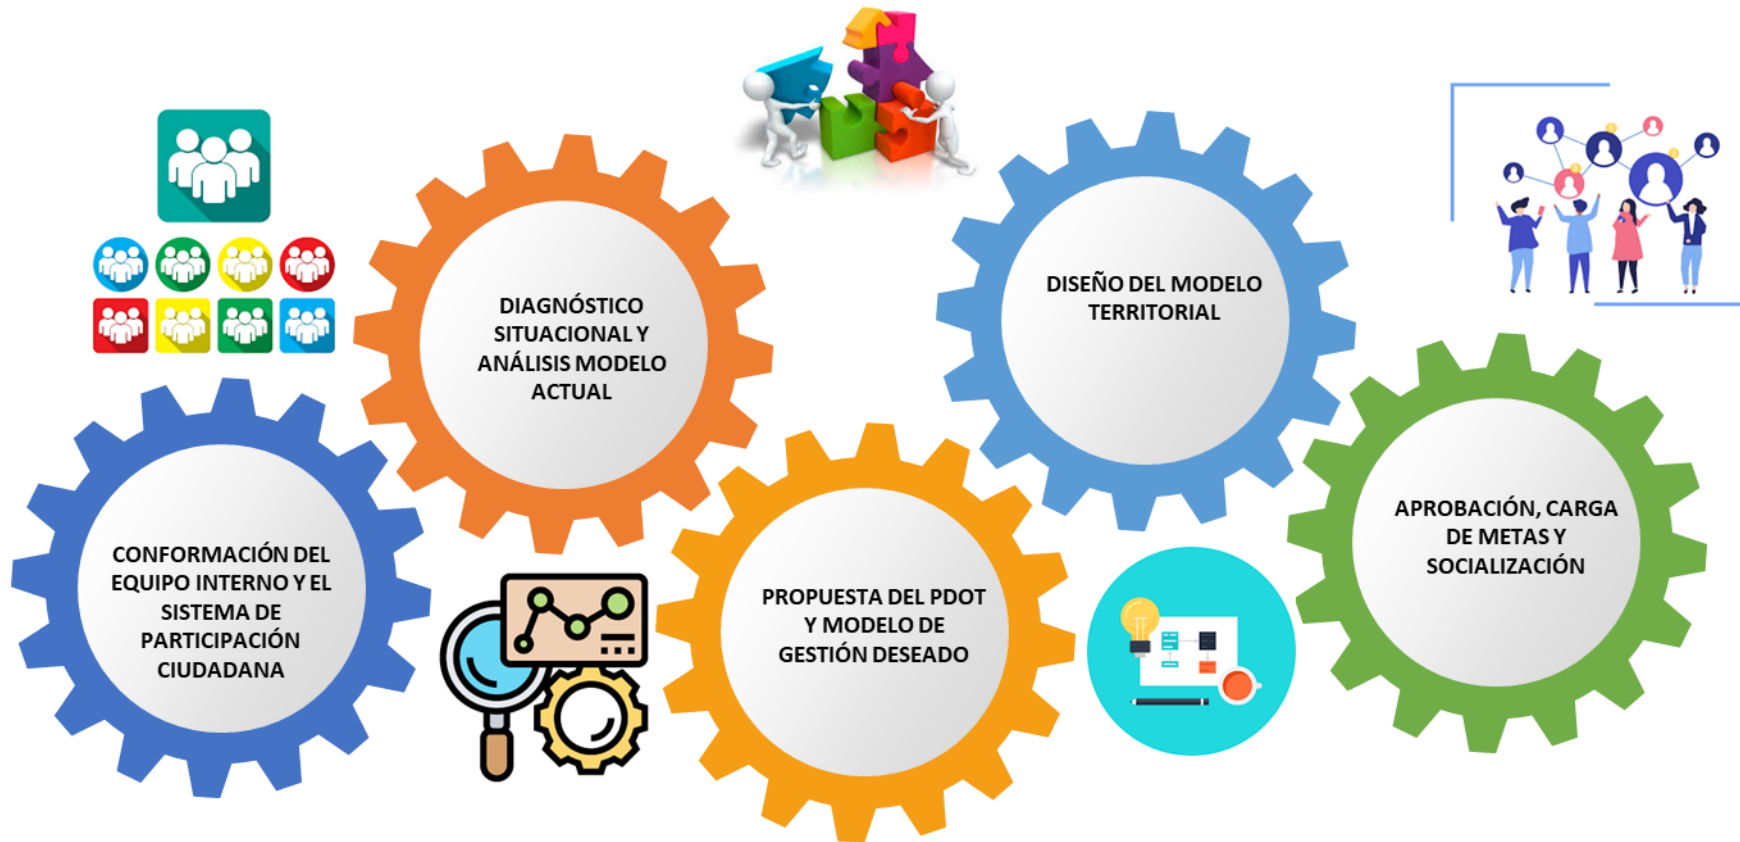 CONFORMACIÓN DEL
EQUIPO INTERNO Y EL
SISTEMA DE
PARTICIPACIÓN
CIUDADANA
DIAGNÓSTICO
SITUACIONAL Y
ANÁLISIS MODELO
ACTUAL
PROPUESTA DEL PDOT
Y MODELO DE
GESTIÓN DESEADO
DISEÑO DEL MODELO
TERRITORIAL
APROBACIÓN, CARGA
DE METAS Y
SOCIALIZACIÓN